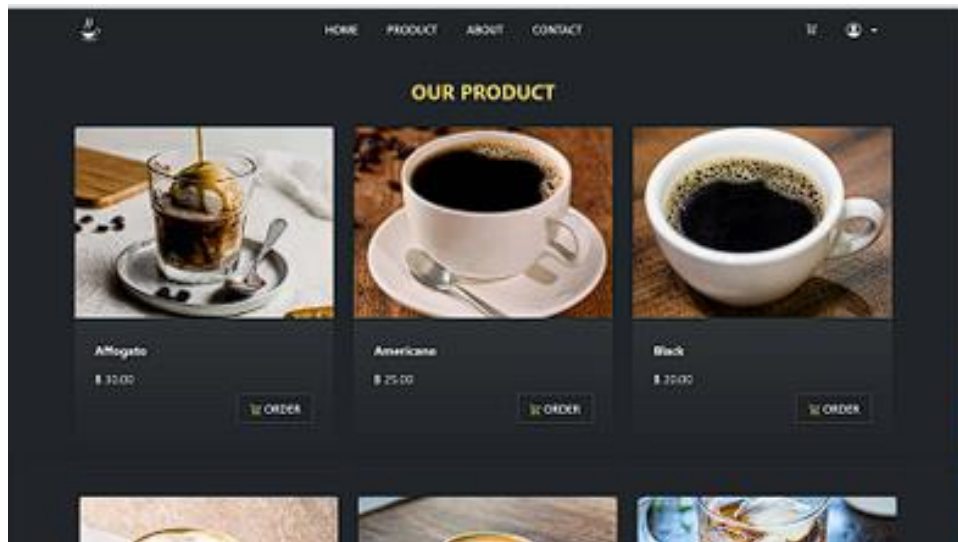 HOME PRODUCT ABOUT CONTACT
OUR PRODUCT
Affogato
฿ 30.00
ORDER
Americano
฿ 25.00
ORDER
Black
฿ 20.00
ORDER